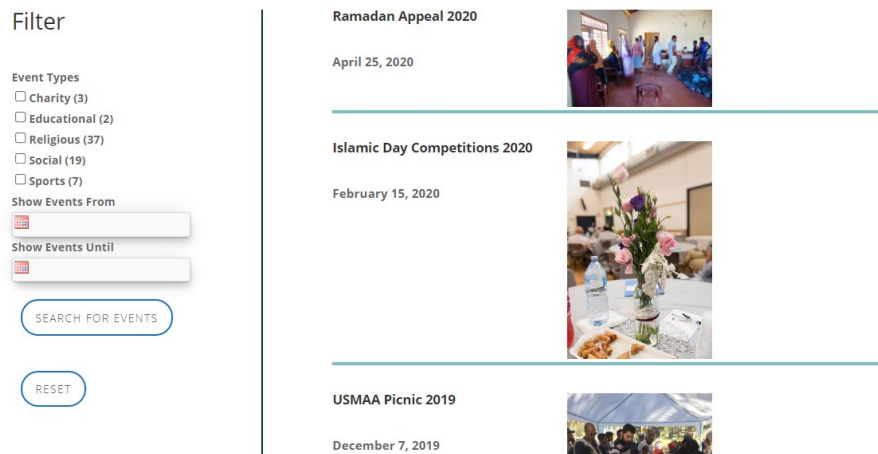 Filter
Event Types
Charity (3)
Educational (2)
Religious (37)
Social (19)
Sports (7)
Show Events From
Show Events Until
SEARCH FOR EVENTS
RESET
Ramadan Appeal 2020
April 25, 2020
Islamic Day Competitions 2020
February 15, 2020
USMAA Picnic 2019
December 7, 2019